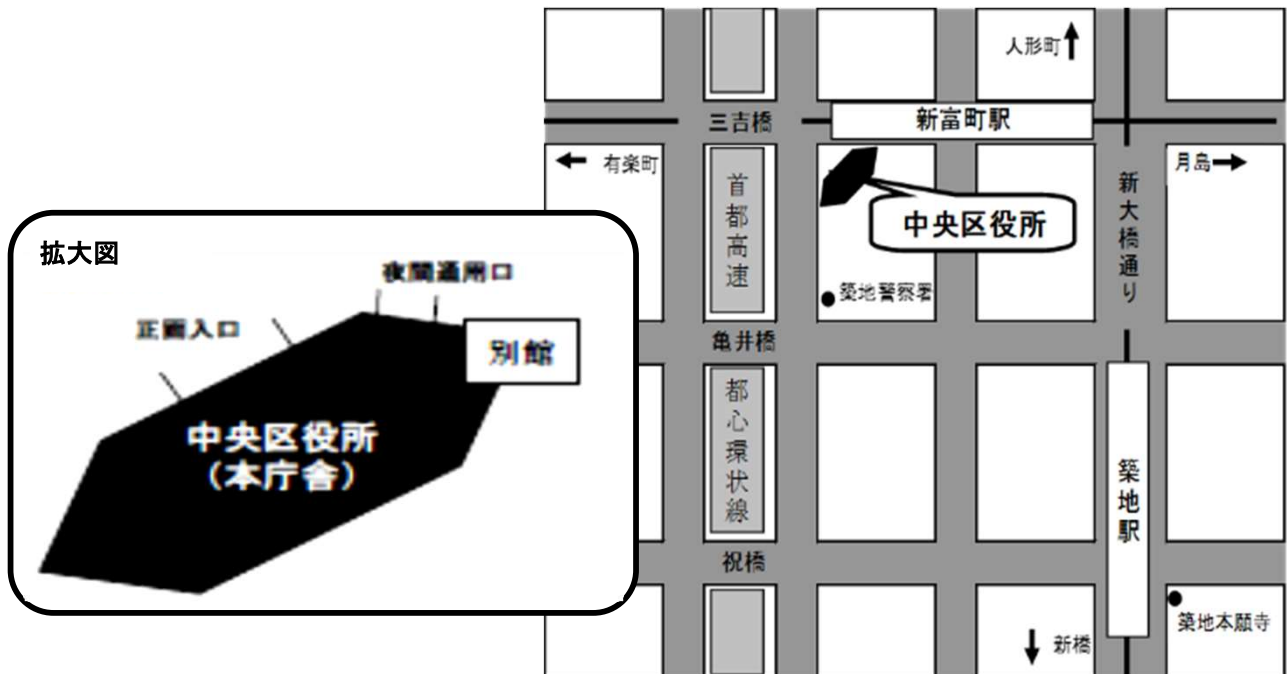 人形町
三吉橋
新富町駅
有楽町
月島
首都高速
新大橋通り
中央区役所
築地警察署
亀井橋
都心環状線
築地駅
祝橋
築地本願寺
新橋
拡大図
夜間通用口
正面入口
別館
中央区役所
(本庁舎)